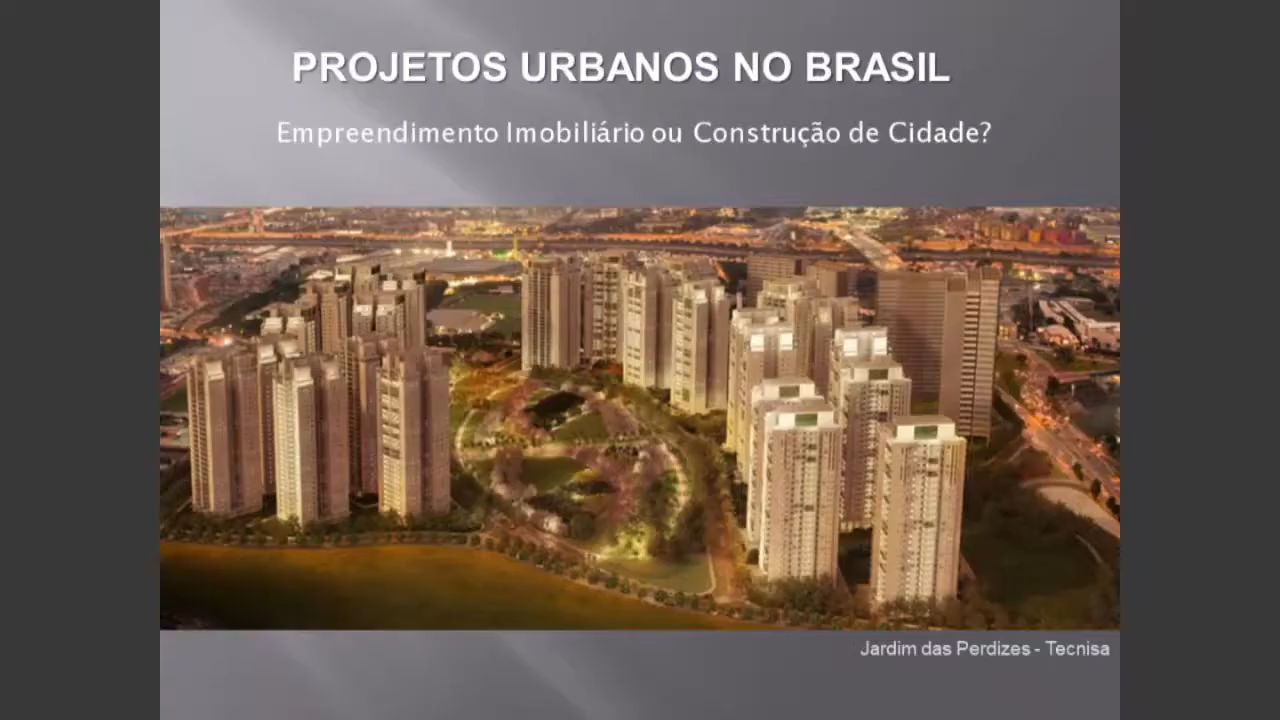 PROJETOS URBANOS NO BRASIL
Empreendimento Imobiliário ou Construção de Cidade?
Jardim das Perdizes - Tecnisa